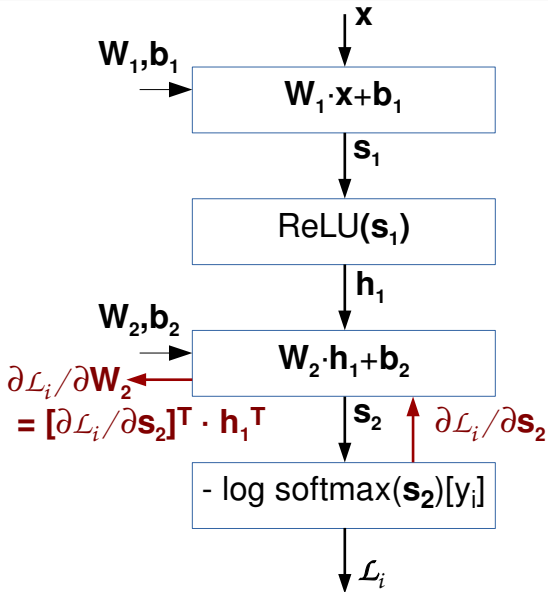 x
W₁,b₁
W₁·x+b₁
s₁
ReLU(s₁)
h₁
W₂,b₂
W₂·h₁+b₂
∂ℒᵢ/∂W₂
= [∂ℒᵢ/∂s₂]ᵀ · h₁ᵀ
s₂
∂ℒᵢ/∂s₂
- log softmax(s₂)[yᵢ]
ℒᵢ